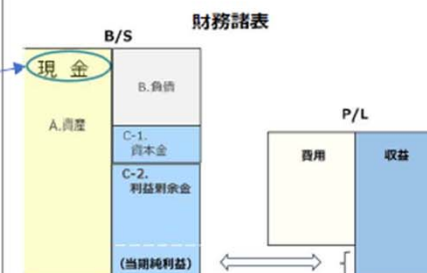 財務諸表
B/S
現 金
A.資産
B.負債
C-1.
資本金
C-2.
利益剰余金
(当期純利益)
P/L
費用
収益